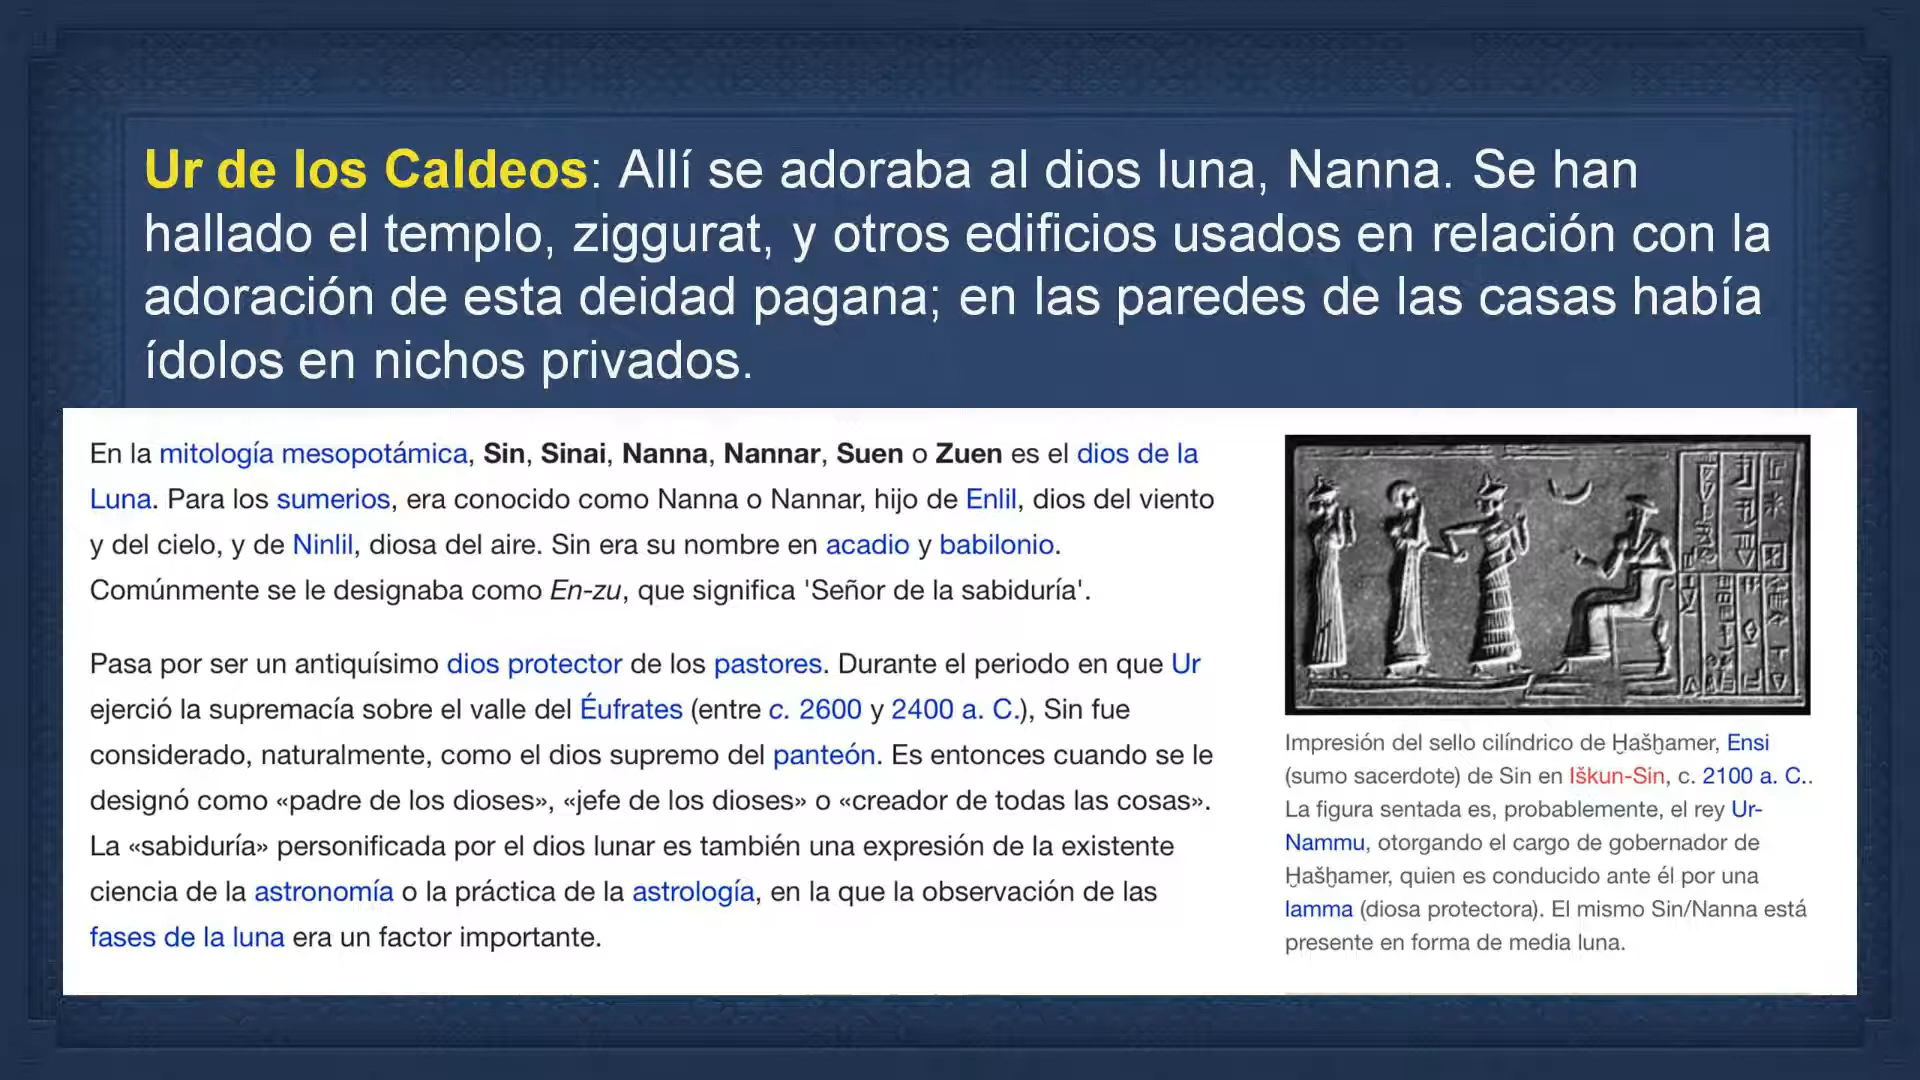 Ur de los Caldeos: Allí se adoraba al dios luna, Nanna. Se han
hallado el templo, ziggurat, y otros edificios usados en relación con la
adoración de esta deidad pagana; en las paredes de las casas había
ídolos en nichos privados.
En la mitología mesopotámica, Sin, Sinai, Nanna, Nannar, Suen o Zuen es el dios de la
Luna. Para los sumerios, era conocido como Nanna o Nannar, hijo de Enlil, dios del viento
y del cielo, y de Ninlil, diosa del aire. Sin era su nombre en acadio y babilonio.
Comúnmente se le designaba como En-zu, que significa 'Señor de la sabiduría'.
Pasa por ser un antiquísimo dios protector de los pastores. Durante el periodo en que Ur
ejerció la supremacía sobre el valle del Éufrates (entre c. 2600 y 2400 a. C.), Sin fue
considerado, naturalmente, como el dios supremo del panteón. Es entonces cuando se le
designó como «padre de los dioses», «jefe de los dioses» o «creador de todas las cosas».
La «sabiduría» personificada por el dios lunar es también una expresión de la existente
ciencia de la astronomía o la práctica de la astrología, en la que la observación de las
fases de la luna era un factor importante.
Impresión del sello cilíndrico de Ḫašḫamer, Ensi
(sumo sacerdote) de Sin en Iškun-Sin, c. 2100 a. C..
La figura sentada es, probablemente, el rey Ur-
Nammu, otorgando el cargo de gobernador de
Ḫašḫamer, quien es conducido ante él por una
lamma (diosa protectora). El mismo Sin/Nanna está
presente en forma de media luna.